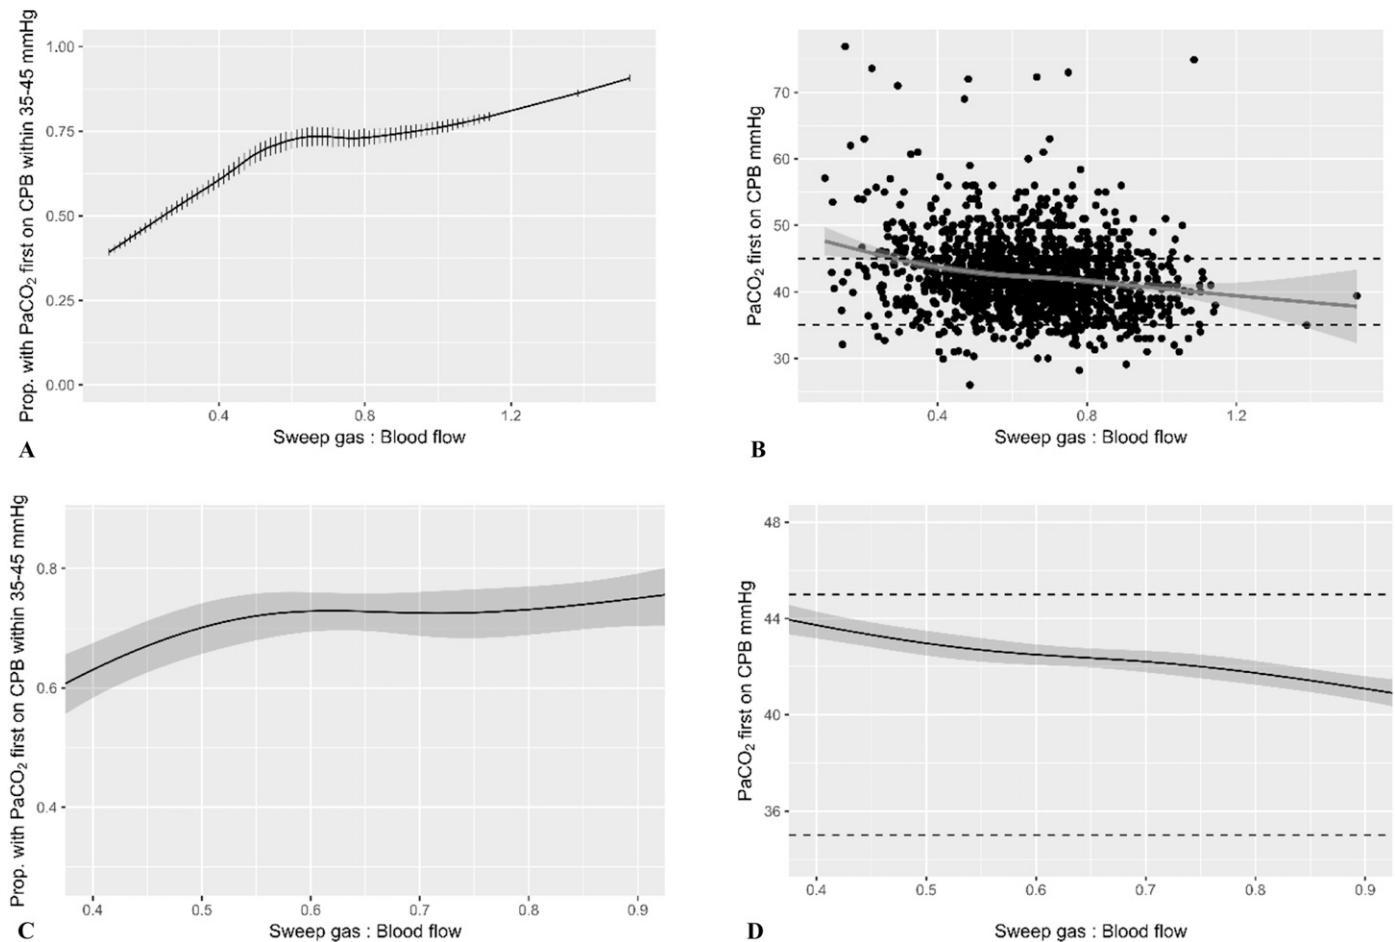 Prop. with PaCO₂ first on CPB within 35-45 mmHg
1.00
0.75
0.50
0.25
0.00
0.4 0.8 1.2
Sweep gas : Blood flow
A
PaCO₂ first on CPB mmHg
70
60
50
40
30
0.4 0.8 1.2
Sweep gas : Blood flow
B
Prop. with PaCO₂ first on CPB within 35-45 mmHg
0.8
0.6
0.4
0.4 0.5 0.6 0.7 0.8 0.9
Sweep gas : Blood flow
C
PaCO₂ first on CPB mmHg
48
44
40
36
0.4 0.5 0.6 0.7 0.8 0.9
Sweep gas : Blood flow
D